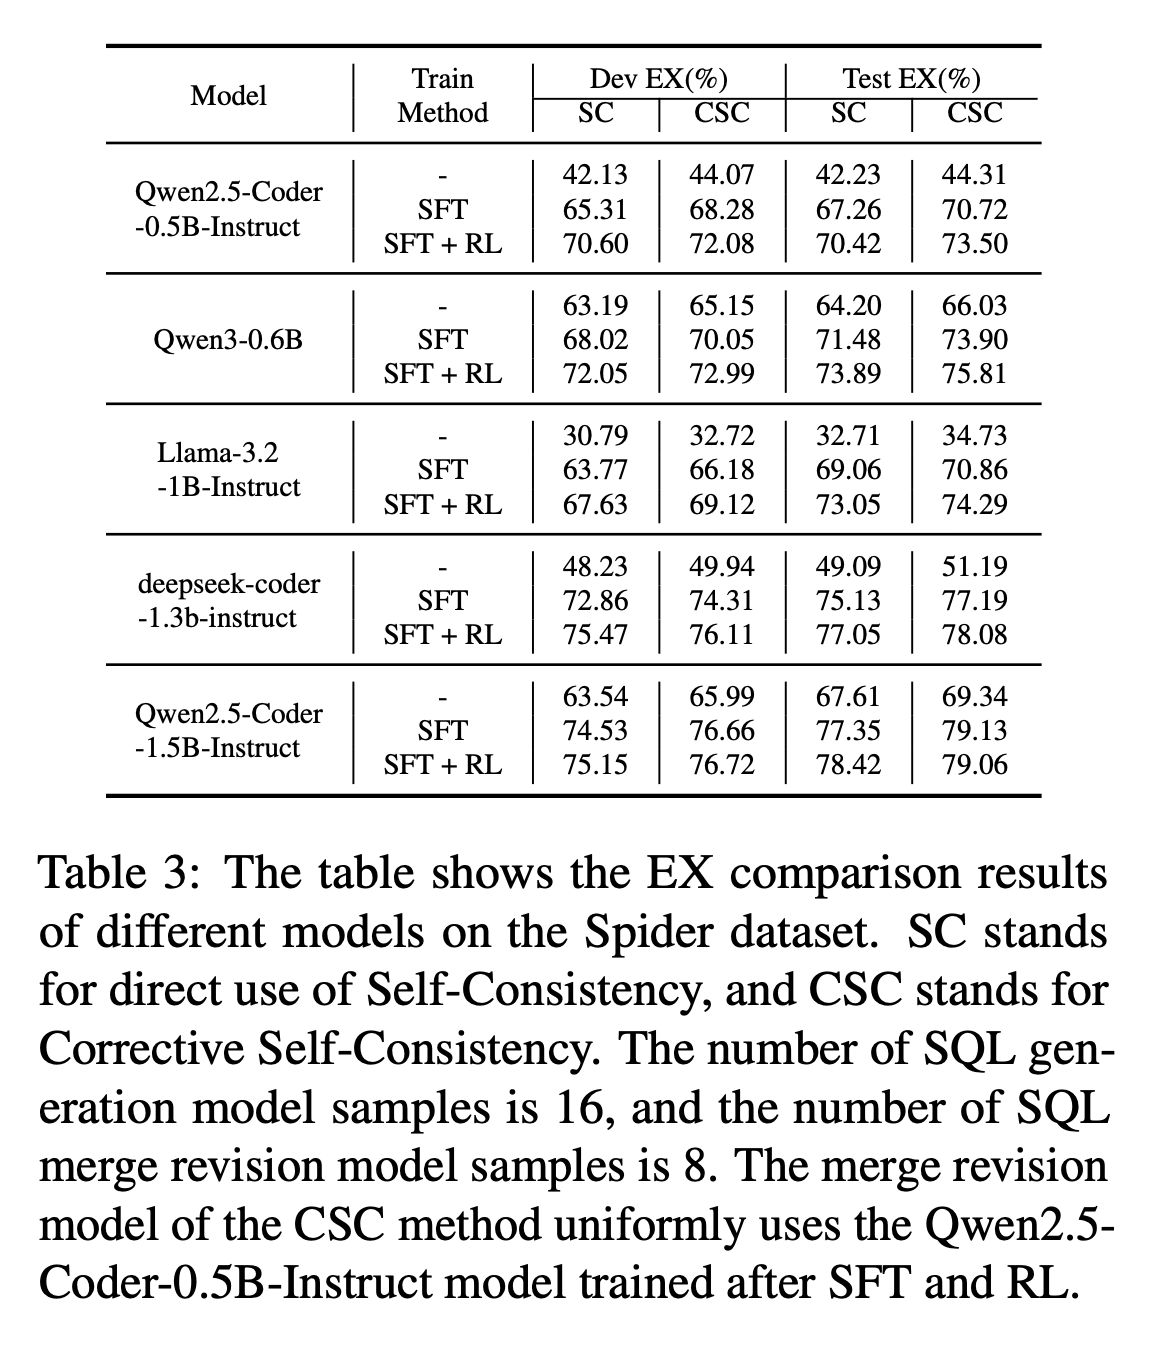 Model Train Method Dev EX(%) Test EX(%)
SC CSC SC CSC
Qwen2.5-Coder-0.5B-Instruct - 42.13 44.07 42.23 44.31
SFT 65.31 68.28 67.26 70.72
SFT + RL 70.60 72.08 70.42 73.50
Qwen3-0.6B - 63.19 65.15 64.20 66.03
SFT 68.02 70.05 71.48 73.90
SFT + RL 72.05 72.99 73.89 75.81
Llama-3.2-1B-Instruct - 30.79 32.72 32.71 34.73
SFT 63.77 66.18 69.06 70.86
SFT + RL 67.63 69.12 73.05 74.29
deepseek-coder-1.3b-instruct - 48.23 49.94 49.09 51.19
SFT 72.86 74.31 75.13 77.19
SFT + RL 75.47 76.11 77.05 78.08
Qwen2.5-Coder-1.5B-Instruct - 63.54 65.99 67.61 69.34
SFT 74.53 76.66 77.35 79.13
SFT + RL 75.15 76.72 78.42 79.06
Table 3: The table shows the EX comparison results
of different models on the Spider dataset. SC stands
for direct use of Self-Consistency, and CSC stands for
Corrective Self-Consistency. The number of SQL gen-
eration model samples is 16, and the number of SQL
merge revision model samples is 8. The merge revision
model of the CSC method uniformly uses the Qwen2.5-
Coder-0.5B-Instruct model trained after SFT and RL.